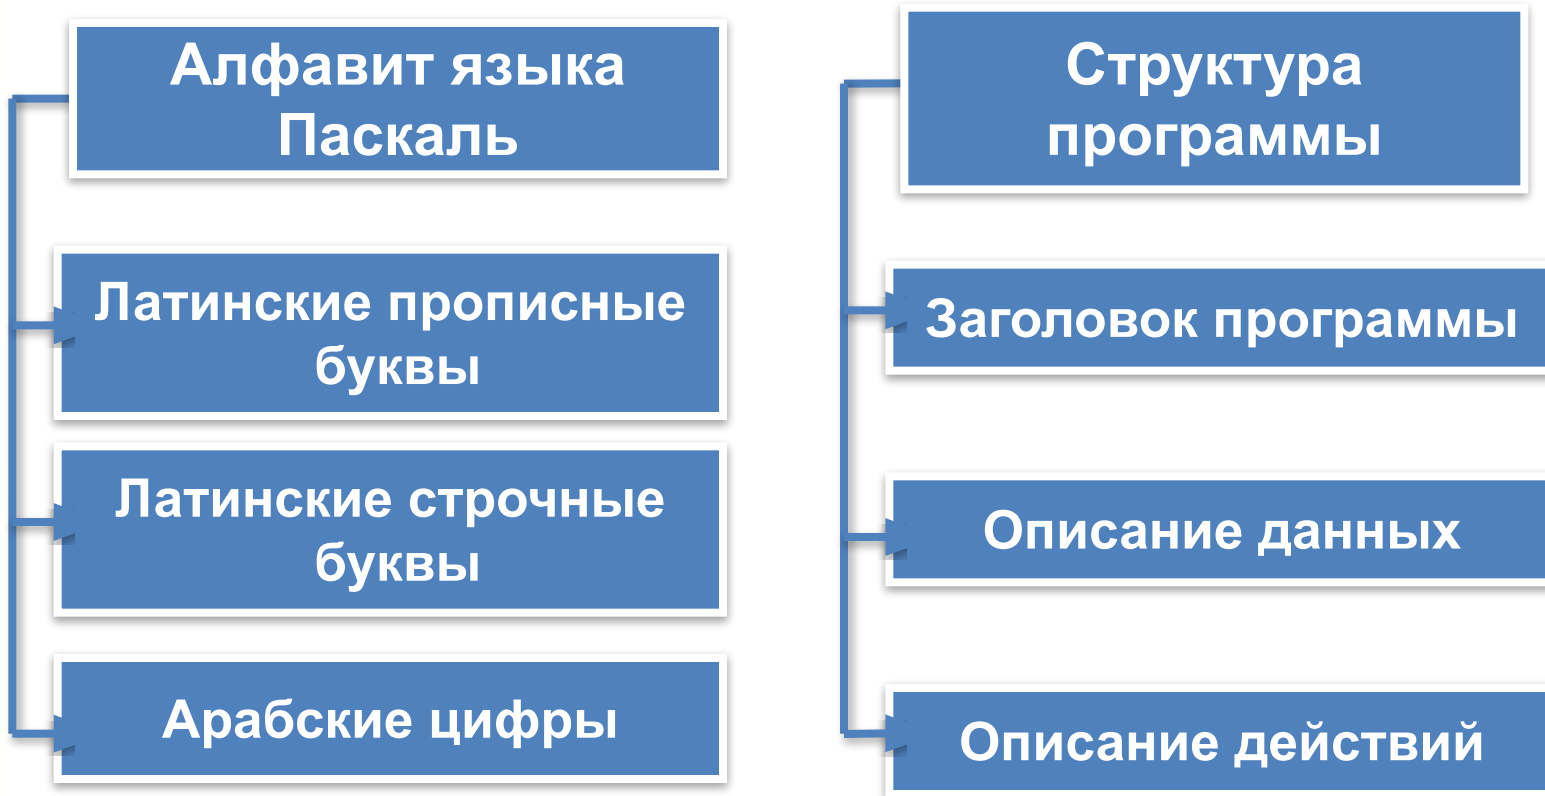 Алфавит языка
Паскаль
Латинские прописные
буквы
Латинские строчные
буквы
Арабские цифры
Структура
программы
Заголовок программы
Описание данных
Описание действий